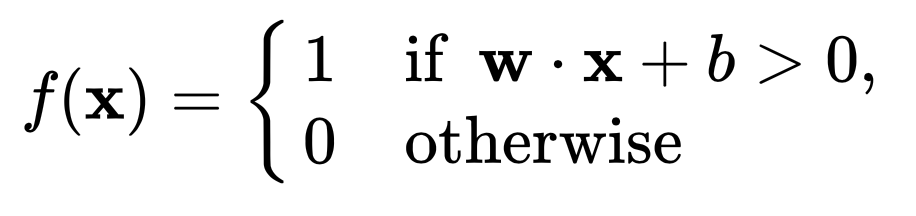 f(𝐱) = { 1 if 𝐰 · 𝐱 + b > 0,
0 otherwise